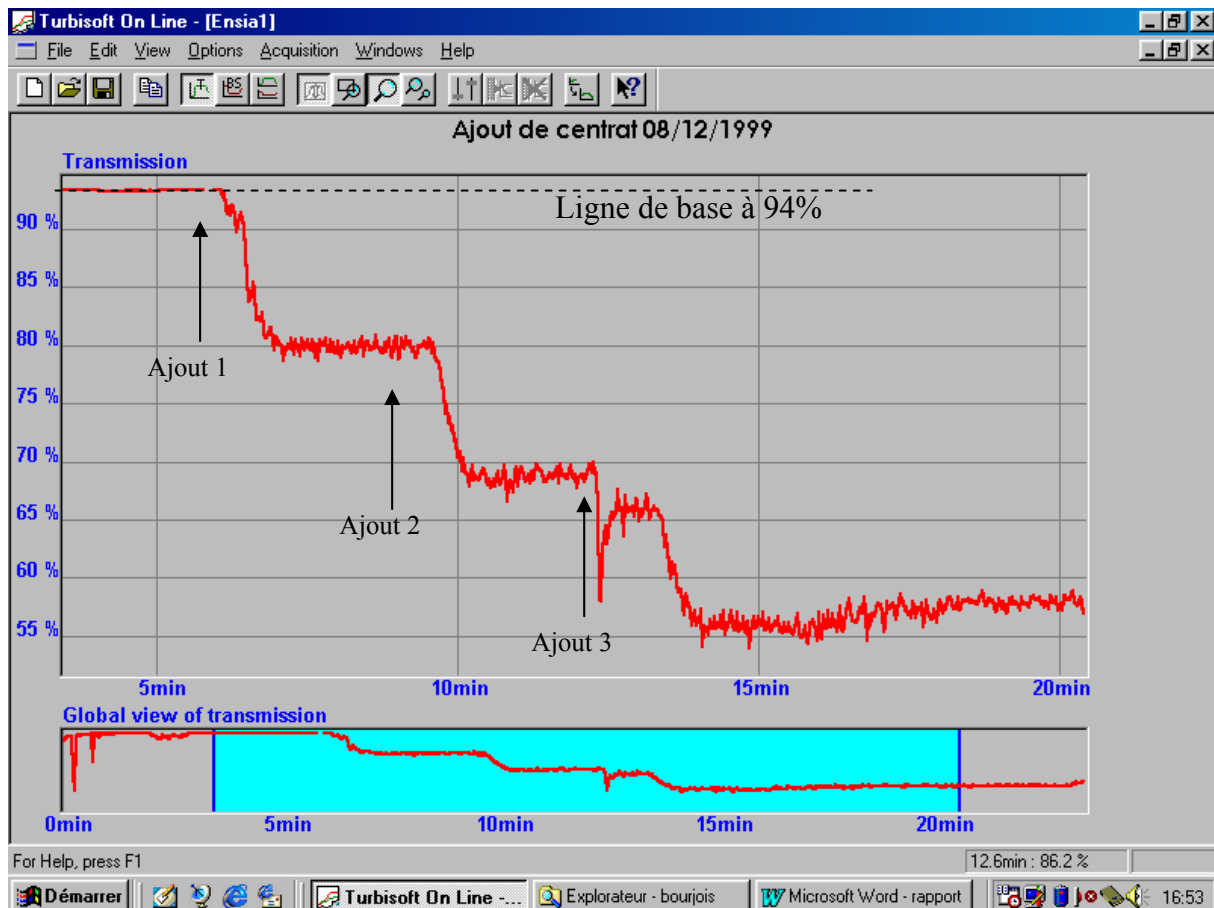 Turbisoft On Line - [Ensia1]
File Edit View Options Acquisition Windows Help
BS
Ajout de centrat 08/12/1999
Transmission
Ligne de base à 94%
90 %
85 %
80 %
Ajout 1
75 %
70 %
65 %
Ajout 2
60 %
55 %
Ajout 3
5min 10min 15min 20min
Global view of transmission
0min 5min 10min 15min 20min
For Help, press F1 12.6min : 86.2 %
Démarrer Turbisoft On Line -... Explorateur - bourjois Microsoft Word - rapport 16:53